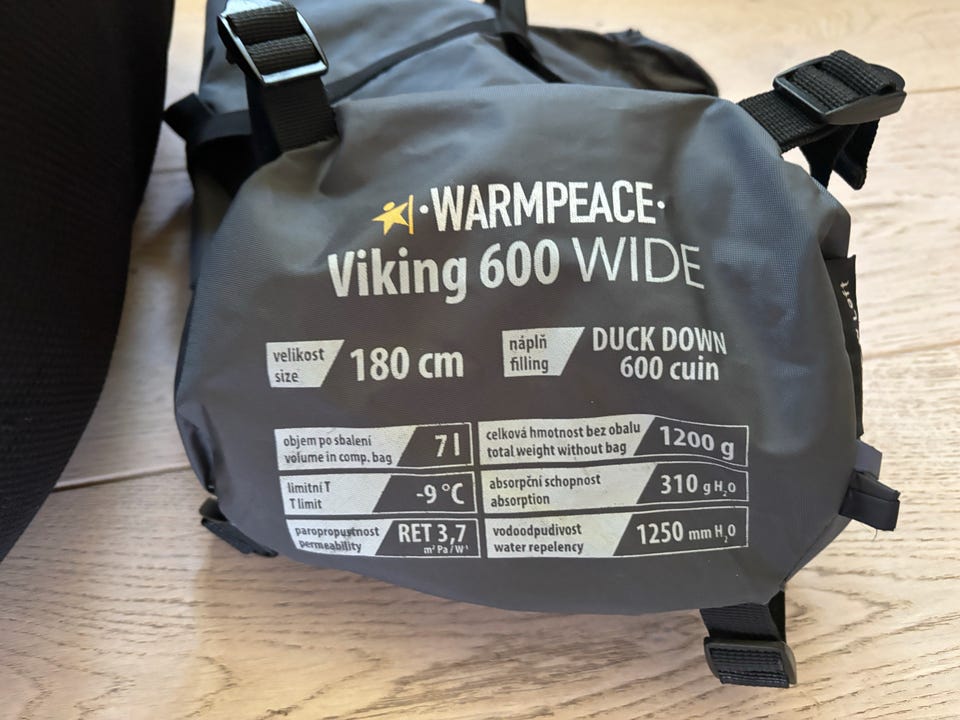 ·WARMPEACE·
Viking 600 WIDE
velikost
size
180 cm
náplň
filling
DUCK DOWN
600 cuin
objem po sbalení
volume in comp. bag
7 l
celková hmotnost bez obalu
total weight without bag
1200 g
limitní T
T limit
-9 °C
absorpční schopnost
absorption
310 g H₂O
paropropustnost
permeability
RET 3,7
m² Pa / W⁻¹
vodoodpudivost
water repelency
1250 mm H₂O